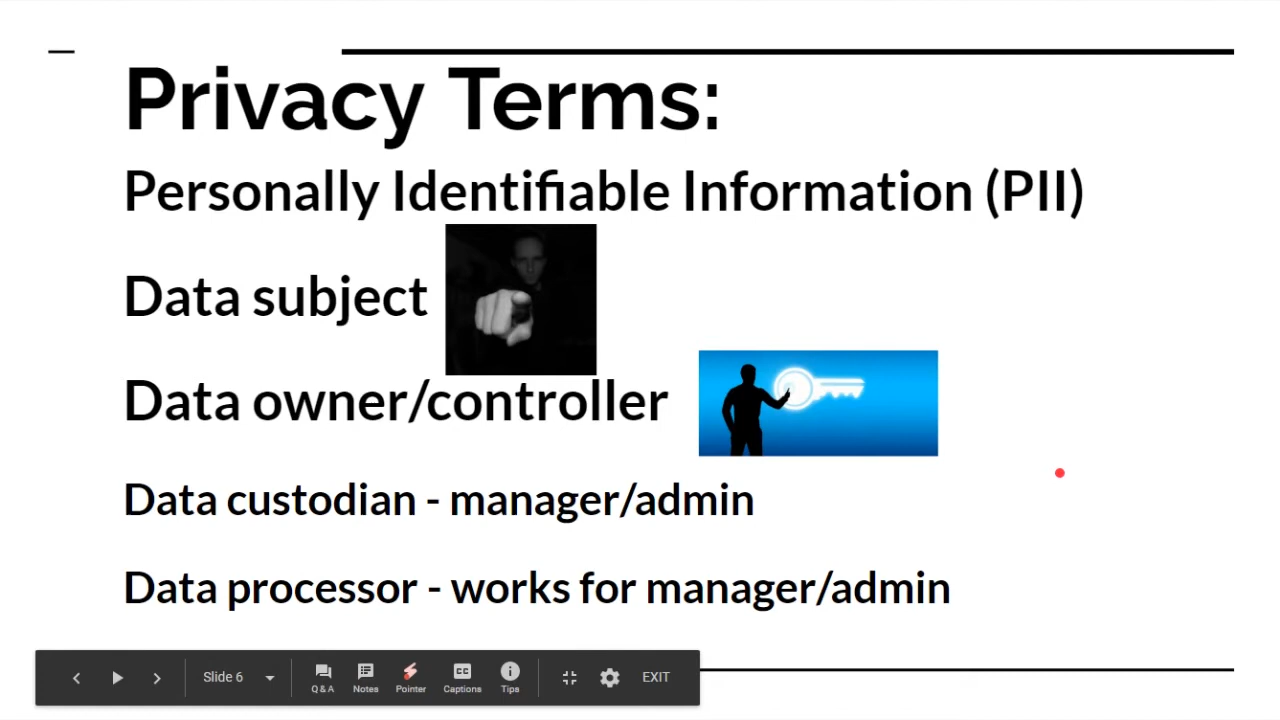 Privacy Terms:
Personally Identifiable Information (PII)
Data subject
Data owner/controller
Data custodian - manager/admin
Data processor - works for manager/admin
Slide 6
Q & A
Notes
Pointer
CC
Captions
Tips
EXIT